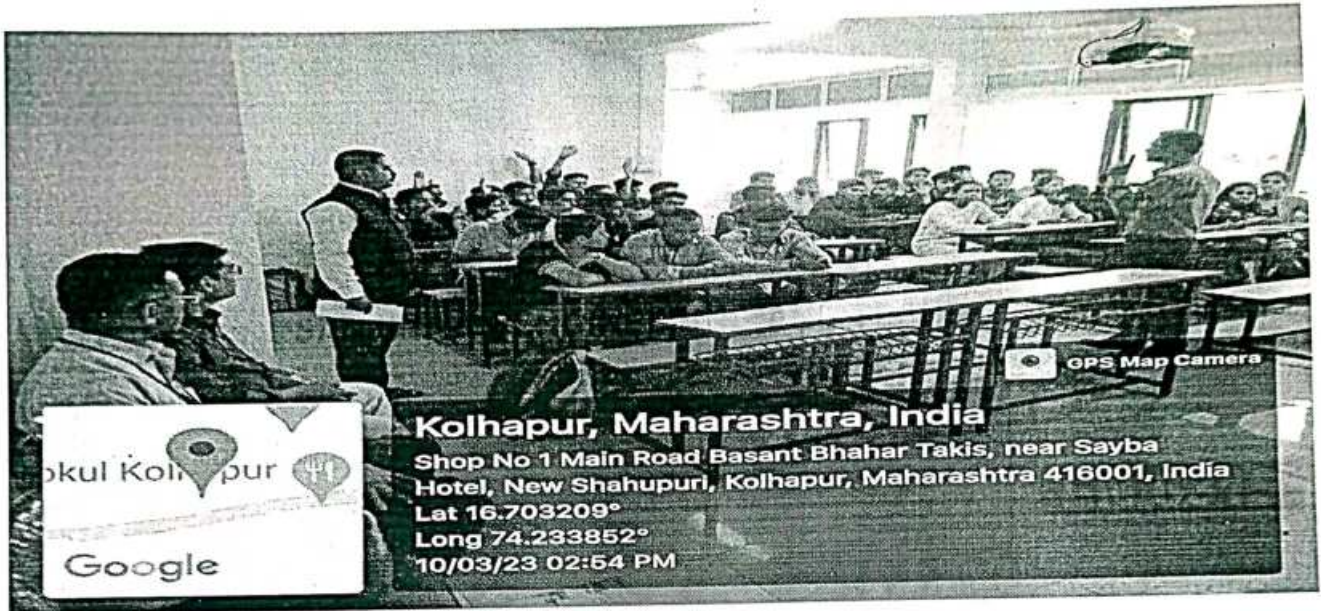 GPS Map Camera
Kolhapur, Maharashtra, India
Shop No 1 Main Road Basant Bhahar Takis, near Sayba
Hotel, New Shahupuri, Kolhapur, Maharashtra 416001, India
Lat 16.703209°
Long 74.233852°
10/03/23 02:54 PM
okul Kolhapur
Google